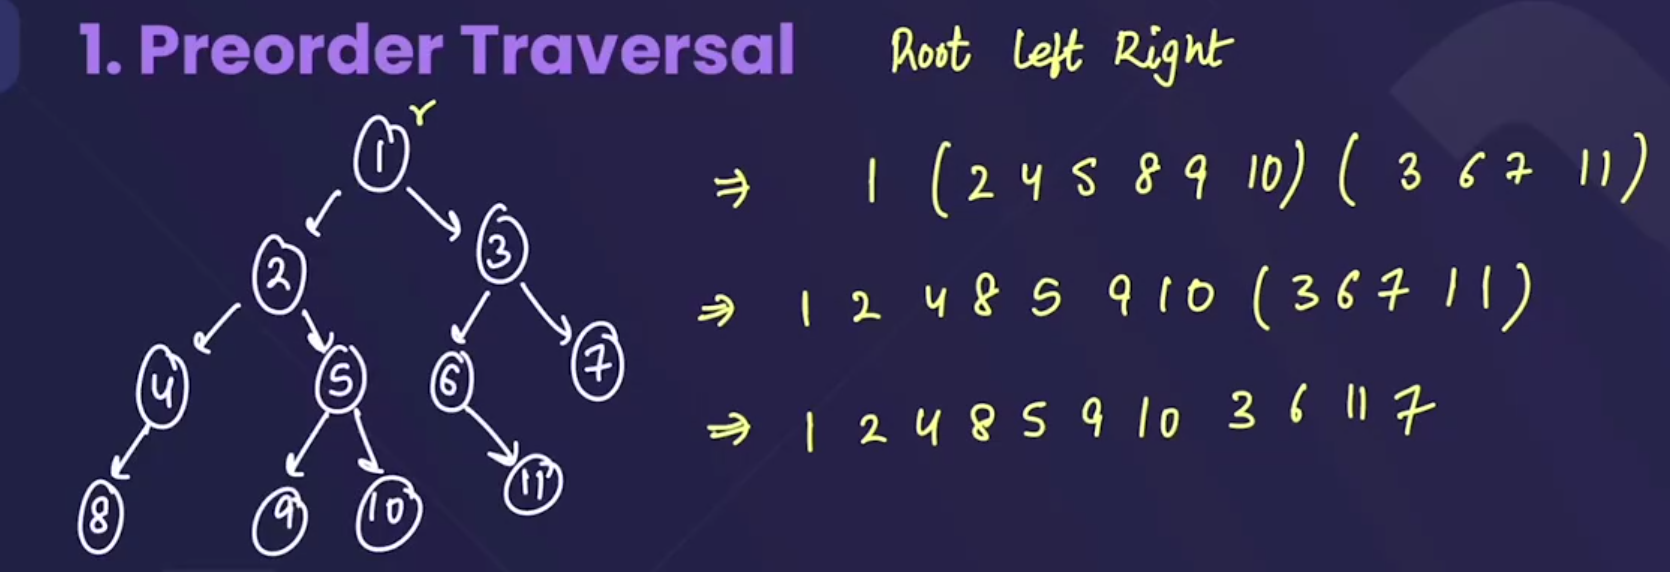 1. Preorder Traversal Root Left Right
r
1
⇒ 1 (2 4 5 8 9 10) ( 3 6 7 11)
2 3
⇒ 1 2 4 8 5 9 10 (3 6 7 11)
4 5 6 7
⇒ 1 2 4 8 5 9 10 3 6 11 7
8 9 10 11